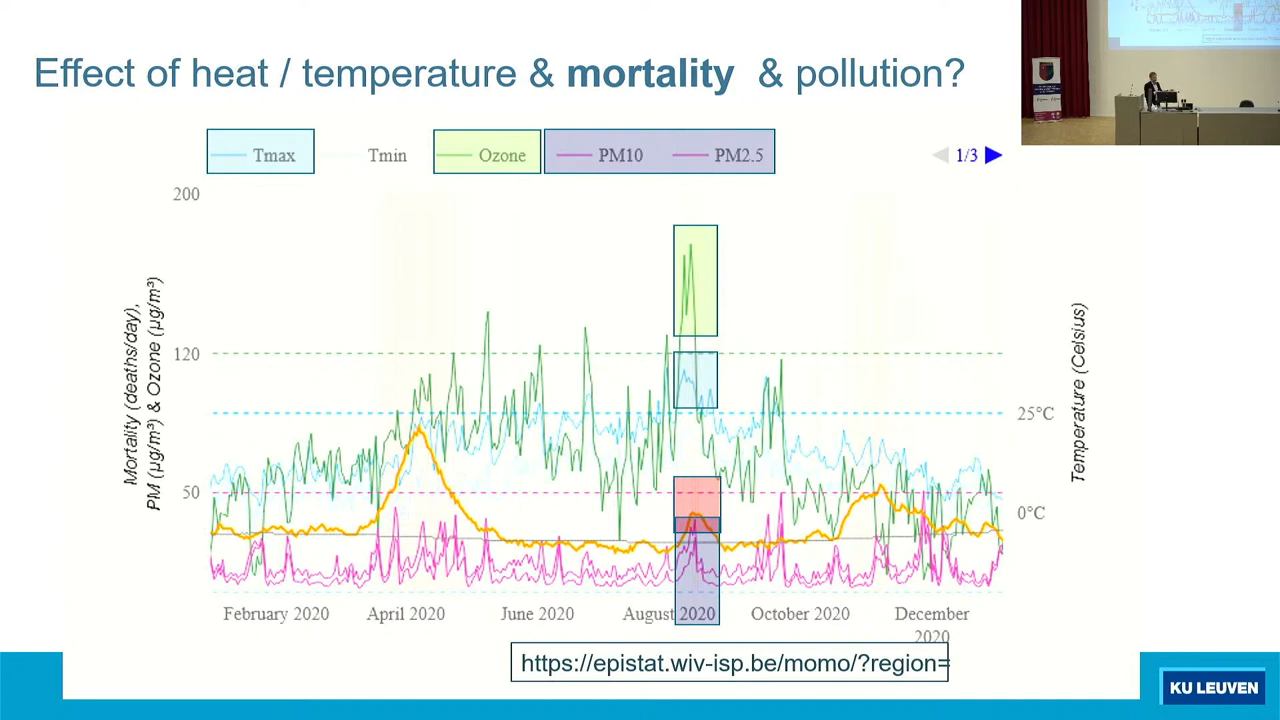 Effect of heat / temperature & mortality & pollution?
Tmax Tmin Ozone PM10 PM2.5 1/3
200
120
50
Mortality (deaths/day),
PM (µg/m³) & Ozone (µg/m³)
25°C
0°C
Temperature (Celsius)
February 2020 April 2020 June 2020 August 2020 October 2020 December
2020
https://epistat.wiv-isp.be/momo/?region=
KU LEUVEN